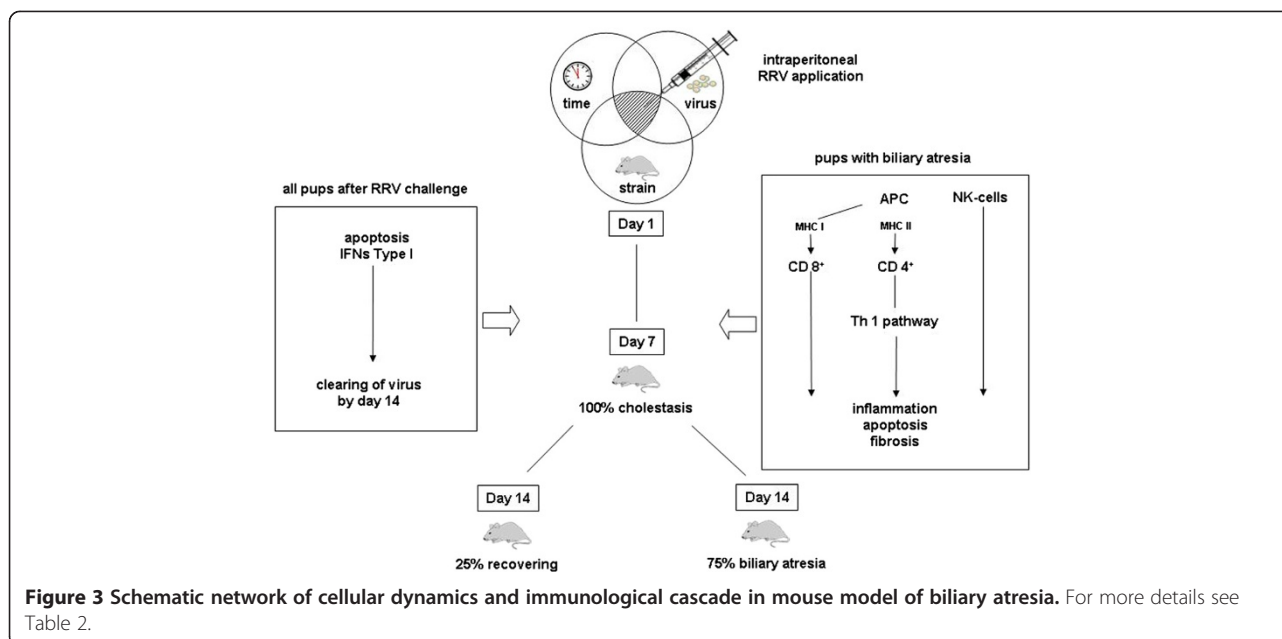 intraperitoneal
RRV application
time
virus
strain
Day 1
all pups after RRV challenge
apoptosis
IFNs Type I
clearing of virus
by day 14
pups with biliary atresia
APC
NK-cells
MHC I
MHC II
CD 8⁺
CD 4⁺
Th 1 pathway
inflammation
apoptosis
fibrosis
Day 7
100% cholestasis
Day 14
25% recovering
Day 14
75% biliary atresia
Figure 3 Schematic network of cellular dynamics and immunological cascade in mouse model of biliary atresia. For more details see
Table 2.